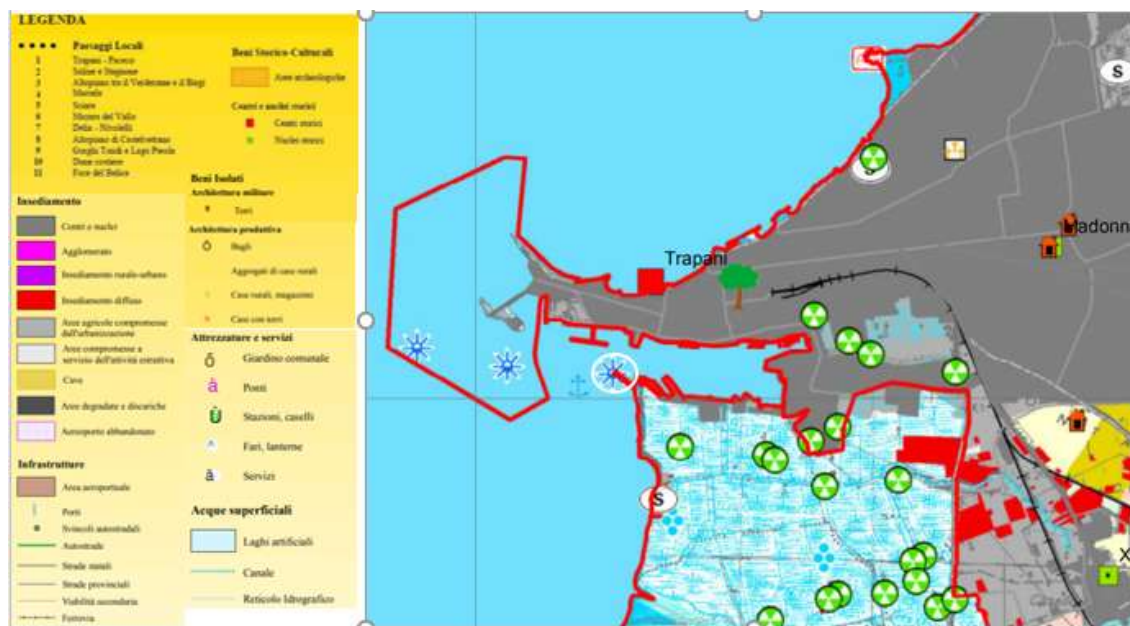 LEGENDA
Paesaggi Locali
1 Trapani - Paceco
2 Saline e Stagnone
3 Altopiano tra il Verderame e il Birgi
4 Marsala
5 Sciare
6 Mazara del Vallo
7 Delia - Nivolelli
8 Altopiano di Castelvetrano
9 Gorghi Tondi e Lago Preola
10 Dune costiere
11 Foce del Belice
Insediamento
Centri e nuclei
Agglomerato
Insediamento rurale-urbano
Insediamento diffuso
Aree agricole compromesse
dall'urbanizzazione
Aree compromesse a
servizio dell'attività estrattiva
Cava
Aree degradate e discariche
Aeroporto abbandonato
Infrastrutture
Area aeroportuale
Porti
Svincoli autostradali
Autostrade
Strade statali
Strade provinciali
Viabilità secondaria
Ferrovia
Beni Storico-Culturali
Aree archeologiche
Centri e nuclei storici
Centri storici
Nuclei storici
Beni Isolati
Architettura militare
Torri
Architettura produttiva
Bagli
Aggregati di case rurali
Case rurali, magazzino
Casa con torri
Attrezzature e servizi
Giardino comunale
Ponti
Stazioni, caselli
Fari, lanterne
Servizi
Acque superficiali
Laghi artificiali
Canale
Reticolo Idrografico
S
Trapani
Madonn
S
X